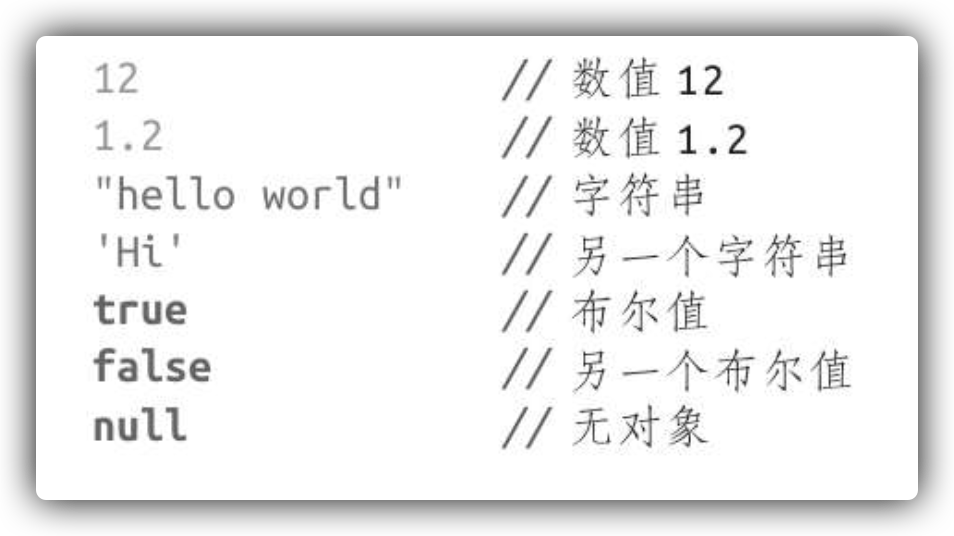 12 // 数值 12
1.2 // 数值 1.2
"hello world" // 字符串
'Hi' // 另一个字符串
true // 布尔值
false // 另一个布尔值
null // 无对象